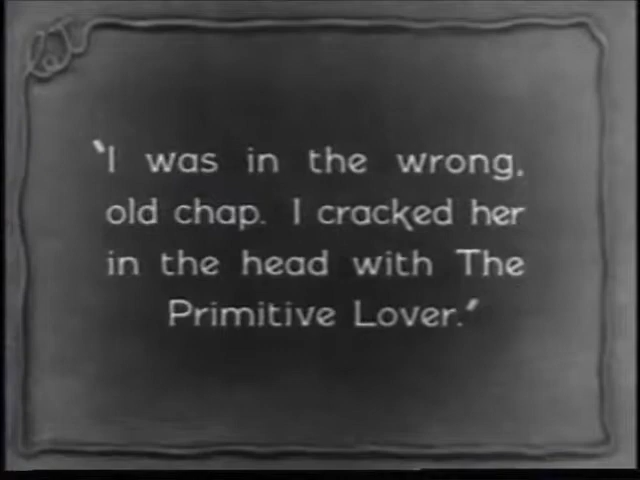 "I was in the wrong,
old chap. I cracked her
in the head with The
Primitive Lover."